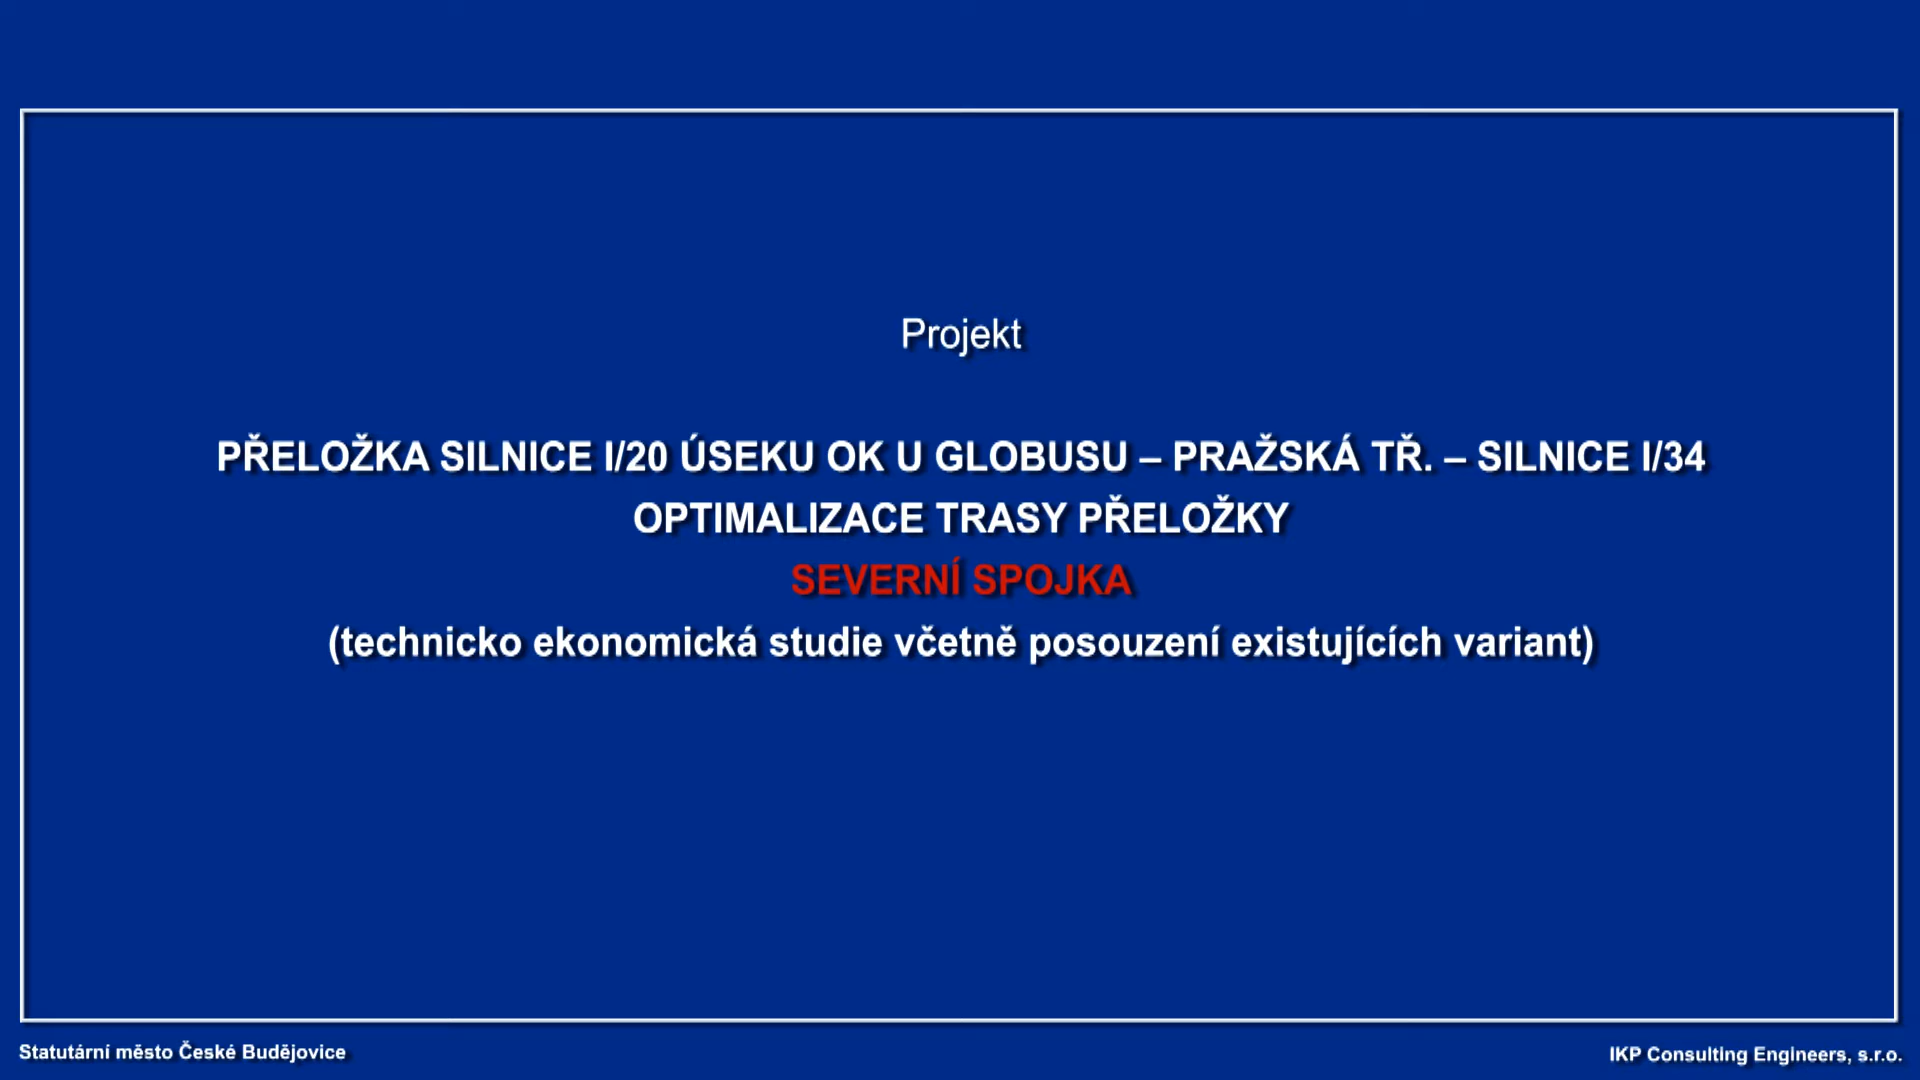 Projekt
PŘELOŽKA SILNICE I/20 ÚSEKU OK U GLOBUSU – PRAŽSKÁ TŘ. – SILNICE I/34
OPTIMALIZACE TRASY PŘELOŽKY
SEVERNÍ SPOJKA
(technicko ekonomická studie včetně posouzení existujících variant)
Statutární město České Budějovice
IKP Consulting Engineers, s.r.o.